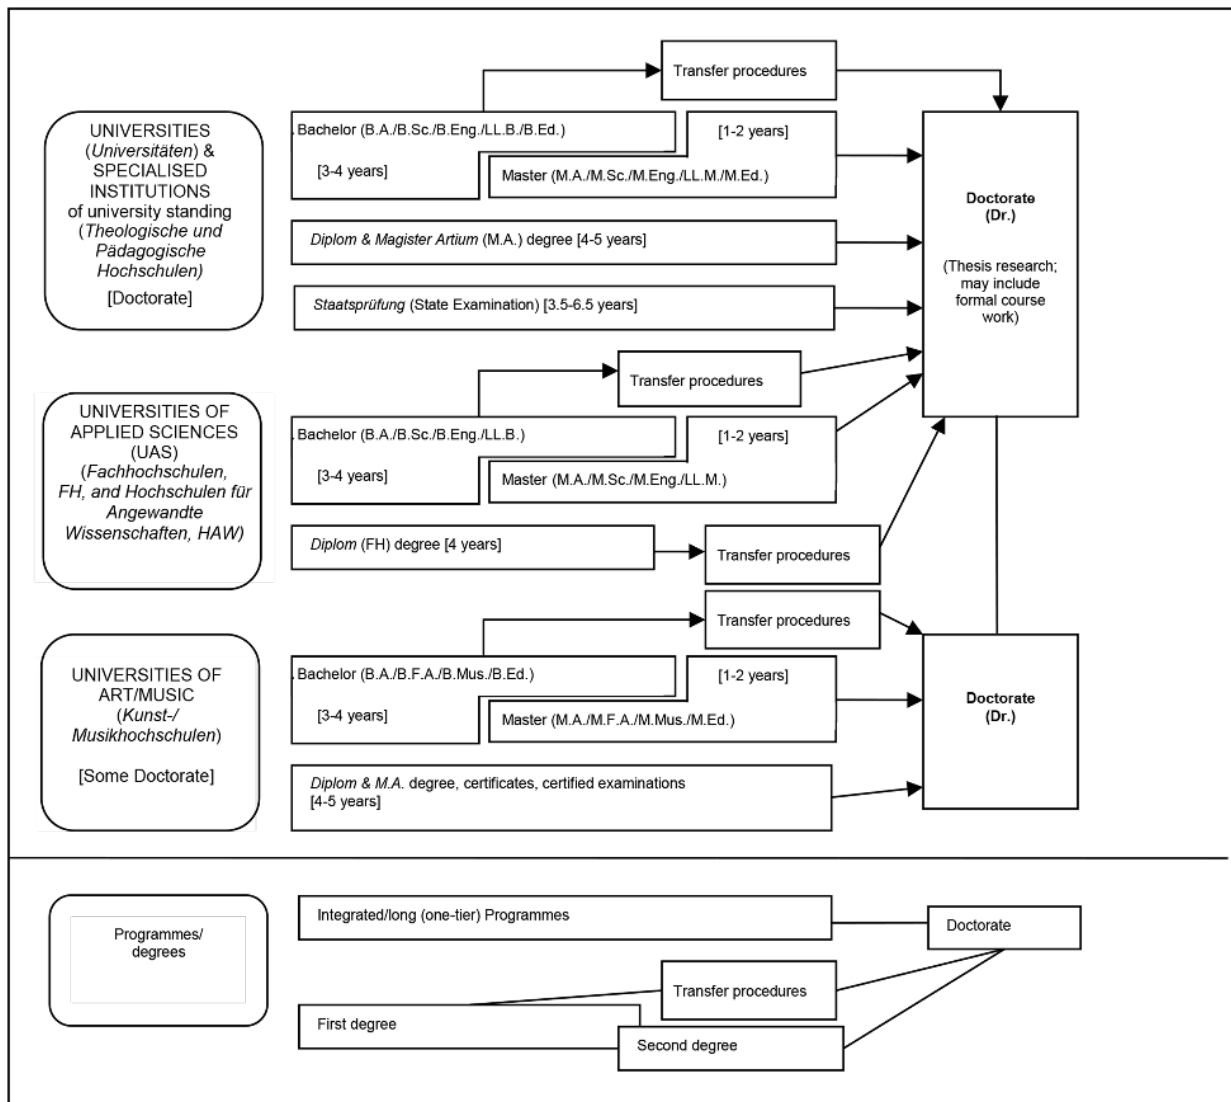 Transfer procedures
UNIVERSITIES
(Universitäten) &
SPECIALISED
INSTITUTIONS
of university standing
(Theologische und
Pädagogische
Hochschulen)
[Doctorate]
. Bachelor (B.A./B.Sc./B.Eng./LL.B./B.Ed.)
[3-4 years]
[1-2 years]
Master (M.A./M.Sc./M.Eng./LL.M./M.Ed.)
Diplom & Magister Artium (M.A.) degree [4-5 years]
Staatsprüfung (State Examination) [3.5-6.5 years]
Doctorate
(Dr.)
(Thesis research;
may include
formal course
work)
UNIVERSITIES OF
APPLIED SCIENCES
(UAS)
(Fachhochschulen,
FH, and Hochschulen für
Angewandte
Wissenschaften, HAW)
Transfer procedures
. Bachelor (B.A./B.Sc./B.Eng./LL.B.)
[3-4 years]
[1-2 years]
Master (M.A./M.Sc./M.Eng./LL.M.)
Diplom (FH) degree [4 years]
Transfer procedures
UNIVERSITIES OF
ART/MUSIC
(Kunst-/
Musikhochschulen)
[Some Doctorate]
Transfer procedures
. Bachelor (B.A./B.F.A./B.Mus./B.Ed.)
[3-4 years]
[1-2 years]
Master (M.A./M.F.A./M.Mus./M.Ed.)
Diplom & M.A. degree, certificates, certified examinations
[4-5 years]
Doctorate
(Dr.)
Programmes/
degrees
Integrated/long (one-tier) Programmes
Doctorate
Transfer procedures
First degree
Second degree